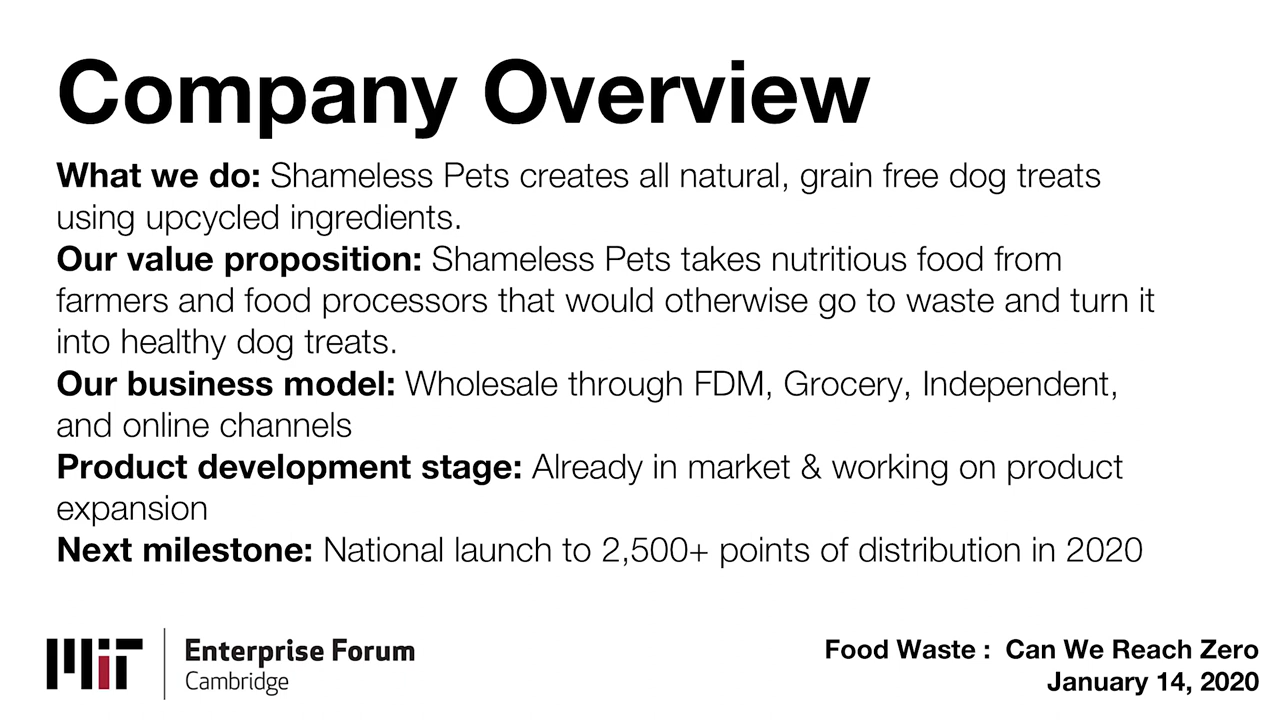 Company Overview
What we do: Shameless Pets creates all natural, grain free dog treats
using upcycled ingredients.
Our value proposition: Shameless Pets takes nutritious food from
farmers and food processors that would otherwise go to waste and turn it
into healthy dog treats.
Our business model: Wholesale through FDM, Grocery, Independent,
and online channels
Product development stage: Already in market & working on product
expansion
Next milestone: National launch to 2,500+ points of distribution in 2020
MIT Enterprise Forum
Cambridge
Food Waste : Can We Reach Zero
January 14, 2020